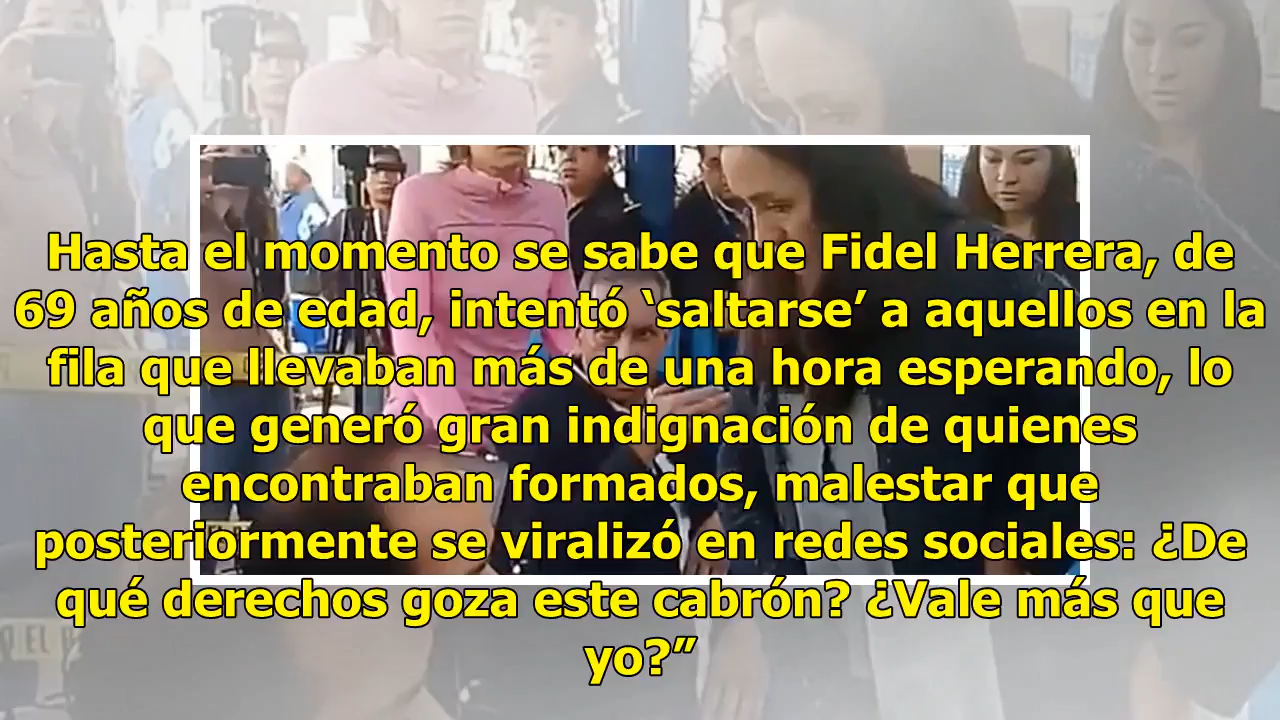 Hasta el momento se sabe que Fidel Herrera, de
69 años de edad, intentó ‘saltarse’ a aquellos en la
fila que llevaban más de una hora esperando, lo
que generó gran indignación de quienes
encontraban formados, malestar que
posteriormente se viralizó en redes sociales: ¿De
qué derechos goza este cabrón? ¿Vale más que
yo?”